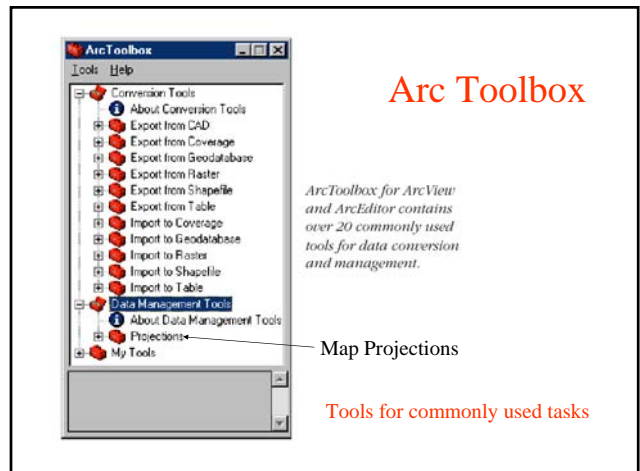 ArcToolbox
Tools Help
Conversion Tools
About Conversion Tools
Export from CAD
Export from Coverage
Export from Geodatabase
Export from Raster
Export from Shapefile
Export from Table
Import to Coverage
Import to Geodatabase
Import to Raster
Import to Shapefile
Import to Table
Data Management Tools
About Data Management Tools
Projections
My Tools
Arc Toolbox
ArcToolbox for ArcView
and ArcEditor contains
over 20 commonly used
tools for data conversion
and management.
Map Projections
Tools for commonly used tasks